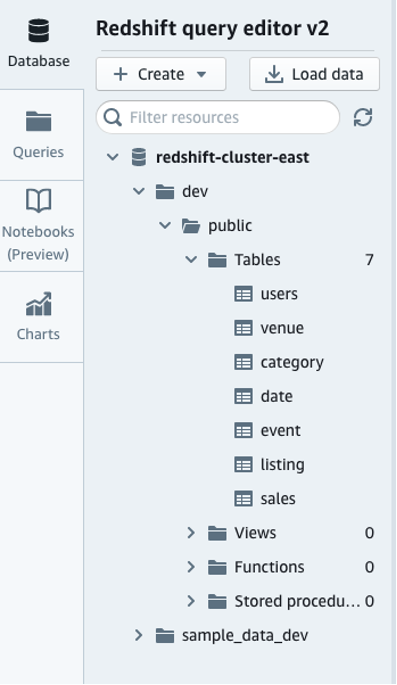 Redshift query editor v2
Database
Create
Load data
Filter resources
Queries
redshift-cluster-east
dev
Notebooks
(Preview)
public
Tables 7
users
Charts
venue
category
date
event
listing
sales
Views 0
Functions 0
Stored procedu... 0
sample_data_dev